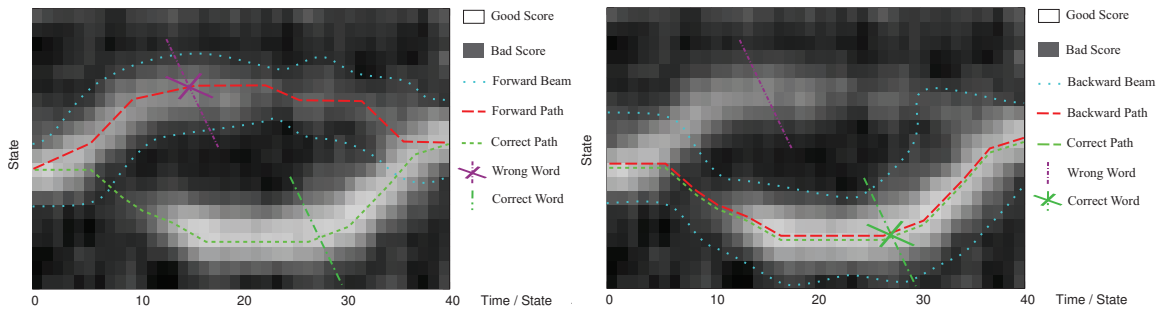 Good Score
Bad Score
Forward Beam
Forward Path
Correct Path
Wrong Word
Correct Word
State
0 10 20 30 40 Time / State
Good Score
Bad Score
Backward Beam
Backward Path
Correct Path
Wrong Word
Correct Word
State
0 10 20 30 40 Time / State